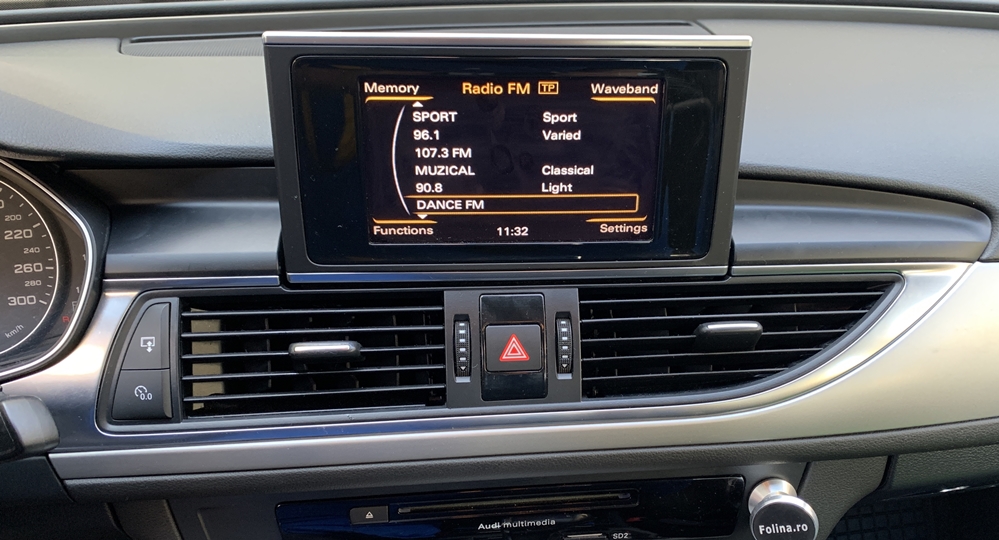 Memory Radio FM TP Waveband
SPORT Sport
96.1 Varied
107.3 FM
MUZICAL Classical
90.8 Light
DANCE FM
Functions 11:32 Settings
200
220
240
260
280
300
km/h
0.0
Audi multimedia
SD2
Folina.ro